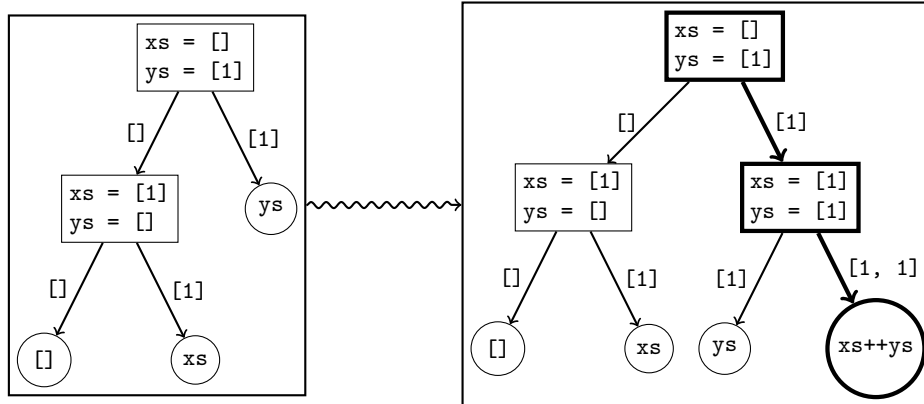 xs = []
ys = [1]
[]
[1]
xs = [1]
ys = []
ys
[]
[1]
[]
xs
xs = []
ys = [1]
[]
[1]
xs = [1]
ys = []
xs = [1]
ys = [1]
[]
[1]
[1]
[1, 1]
[]
xs
ys
xs++ys